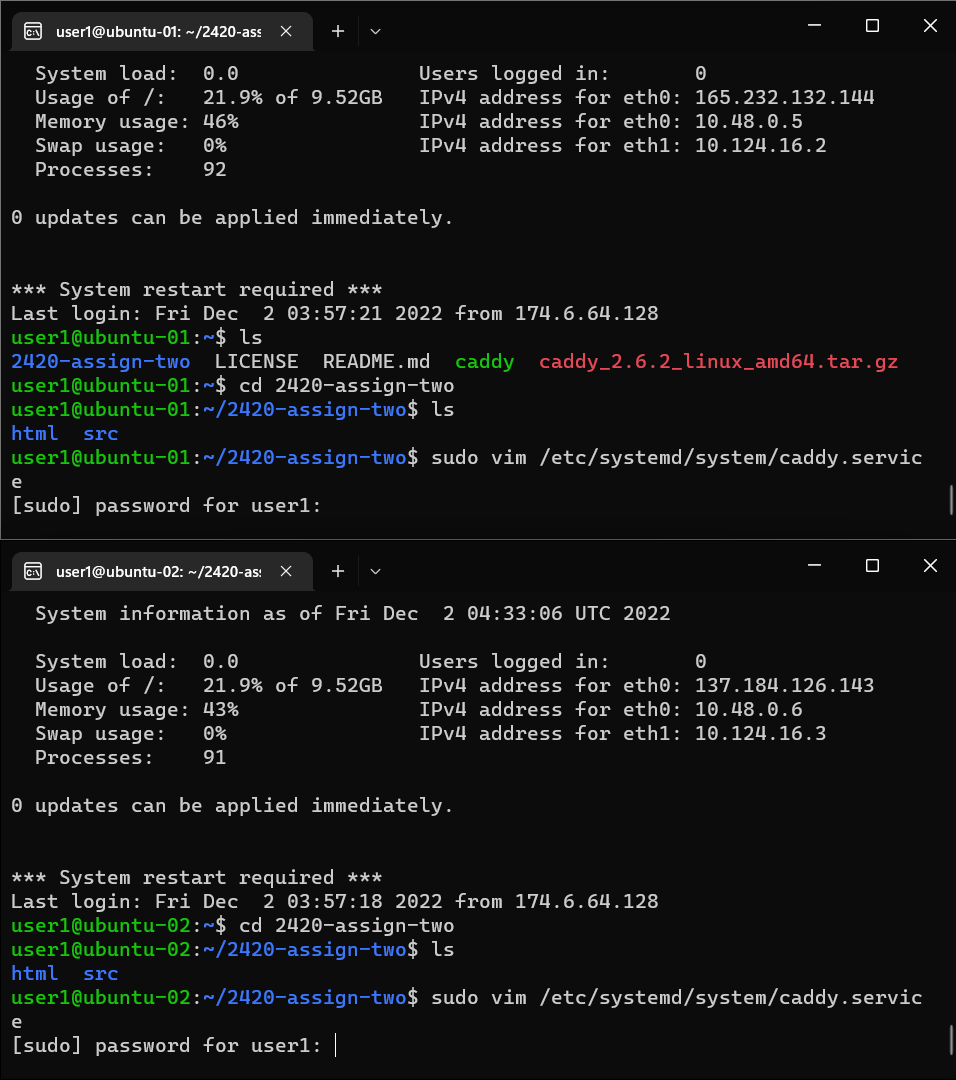 user1@ubuntu-01: ~/2420-ass
  System load:  0.0               Users logged in:       0
  Usage of /:   21.9% of 9.52GB   IPv4 address for eth0: 165.232.132.144
  Memory usage: 46%               IPv4 address for eth0: 10.48.0.5
  Swap usage:   0%                IPv4 address for eth1: 10.124.16.2
  Processes:    92
0 updates can be applied immediately.
*** System restart required ***
Last login: Fri Dec  2 03:57:21 2022 from 174.6.64.128
user1@ubuntu-01:~$ ls
2420-assign-two  LICENSE  README.md  caddy  caddy_2.6.2_linux_amd64.tar.gz
user1@ubuntu-01:~$ cd 2420-assign-two
user1@ubuntu-01:~/2420-assign-two$ ls
html  src
user1@ubuntu-01:~/2420-assign-two$ sudo vim /etc/systemd/system/caddy.servic
e
[sudo] password for user1:
user1@ubuntu-02: ~/2420-as
  System information as of Fri Dec  2 04:33:06 UTC 2022
  System load:  0.0               Users logged in:       0
  Usage of /:   21.9% of 9.52GB   IPv4 address for eth0: 137.184.126.143
  Memory usage: 43%               IPv4 address for eth0: 10.48.0.6
  Swap usage:   0%                IPv4 address for eth1: 10.124.16.3
  Processes:    91
0 updates can be applied immediately.
*** System restart required ***
Last login: Fri Dec  2 03:57:18 2022 from 174.6.64.128
user1@ubuntu-02:~$ cd 2420-assign-two
user1@ubuntu-02:~/2420-assign-two$ ls
html  src
user1@ubuntu-02:~/2420-assign-two$ sudo vim /etc/systemd/system/caddy.servic
e
[sudo] password for user1: